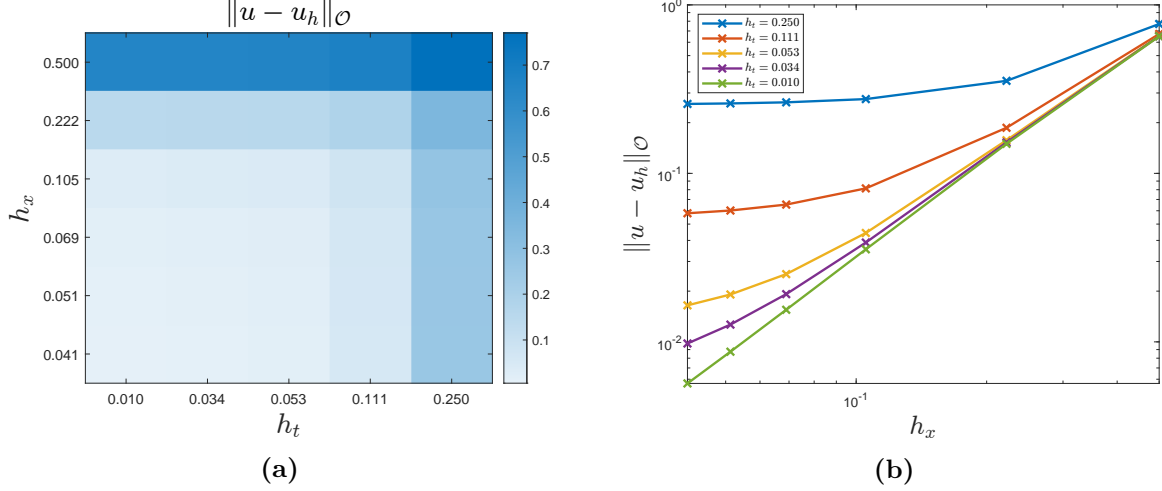 ‖u − u_h‖_𝒪
0.500
0.222
0.105
0.069
0.051
0.041
h_x
0.010 0.034 0.053 0.111 0.250
h_t
0.7
0.6
0.5
0.4
0.3
0.2
0.1
(a)
10^0
10^-1
10^-2
‖u − u_h‖_𝒪
h_t = 0.250
h_t = 0.111
h_t = 0.053
h_t = 0.034
h_t = 0.010
10^-1
h_x
(b)